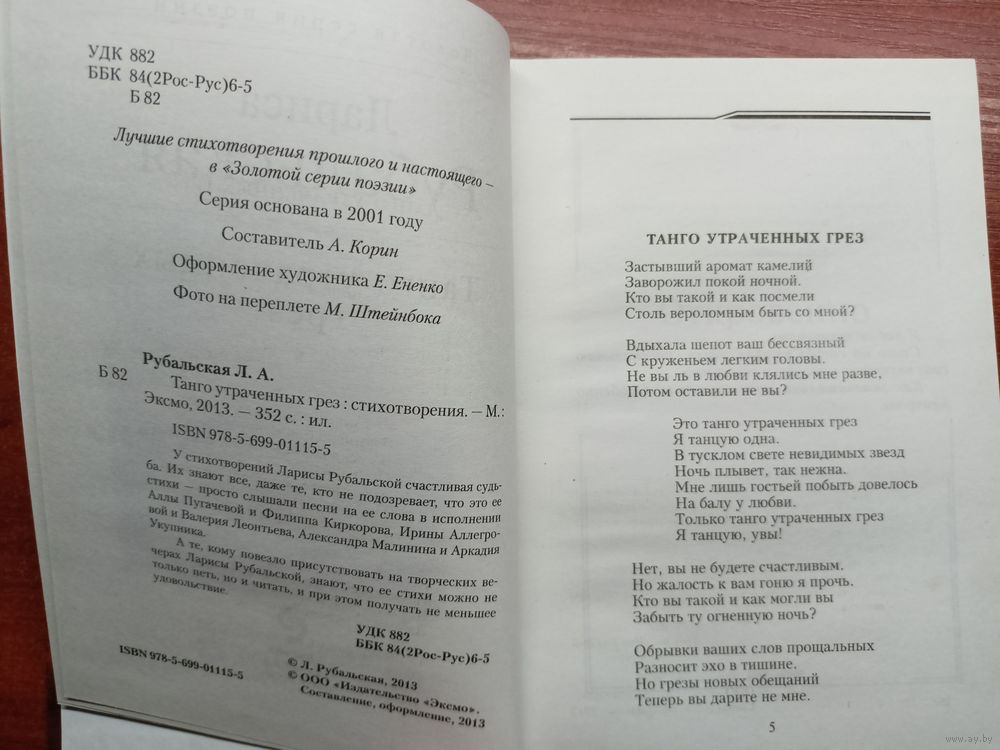 УДК 882
ББК 84(2Рос-Рус)6-5
Б 82
Лучшие стихотворения прошлого и настоящего –
в «Золотой серии поэзии»
Серия основана в 2001 году
Составитель А. Корин
Оформление художника Е. Ененко
Фото на переплете М. Штейнбока
Рубальская Л. А.
Б 82 Танго утраченных грез : стихотворения. — М.:
Эксмо, 2013. — 352 с. : ил.
ISBN 978-5-699-01115-5
У стихотворений Ларисы Рубальской счастливая судь-
ба. Их знают все, даже те, кто не подозревает, что это ее
стихи — просто слышали песни на ее слова в исполнении
Аллы Пугачевой и Филиппа Киркорова, Ирины Аллегро-
вой и Валерия Леонтьева, Александра Малинина и Аркадия
Укупника.
А те, кому повезло присутствовать на творческих ве-
черах Ларисы Рубальской, знают, что ее стихи можно не
только петь, но и читать, и при этом получать не меньшее
удовольствие.
УДК 882
ББК 84(2Рос-Рус)6-5
© Л. Рубальская, 2013
© ООО «Издательство «Эксмо».
Составление, оформление, 2013
ISBN 978-5-699-01115-5
ТАНГО УТРАЧЕННЫХ ГРЕЗ
Застывший аромат камелий
Заворожил покой ночной.
Кто вы такой и как посмели
Столь вероломным быть со мной?
Вдыхала шепот ваш бессвязный
С круженьем легким головы.
Не вы ль в любви клялись мне разве,
Потом оставили не вы?
Это танго утраченных грез
Я танцую одна.
В тусклом свете невидимых звезд
Ночь плывет, так нежна.
Мне лишь гостьей побыть довелось
На балу у любви.
Только танго утраченных грез
Я танцую, увы!
Нет, вы не будете счастливым.
Но жалость к вам гоню я прочь.
Кто вы такой и как могли вы
Забыть ту огненную ночь?
Обрывки ваших слов прощальных
Разносит эхо в тишине.
Но грезы новых обещаний
Теперь вы дарите не мне.
5
www.ay.by